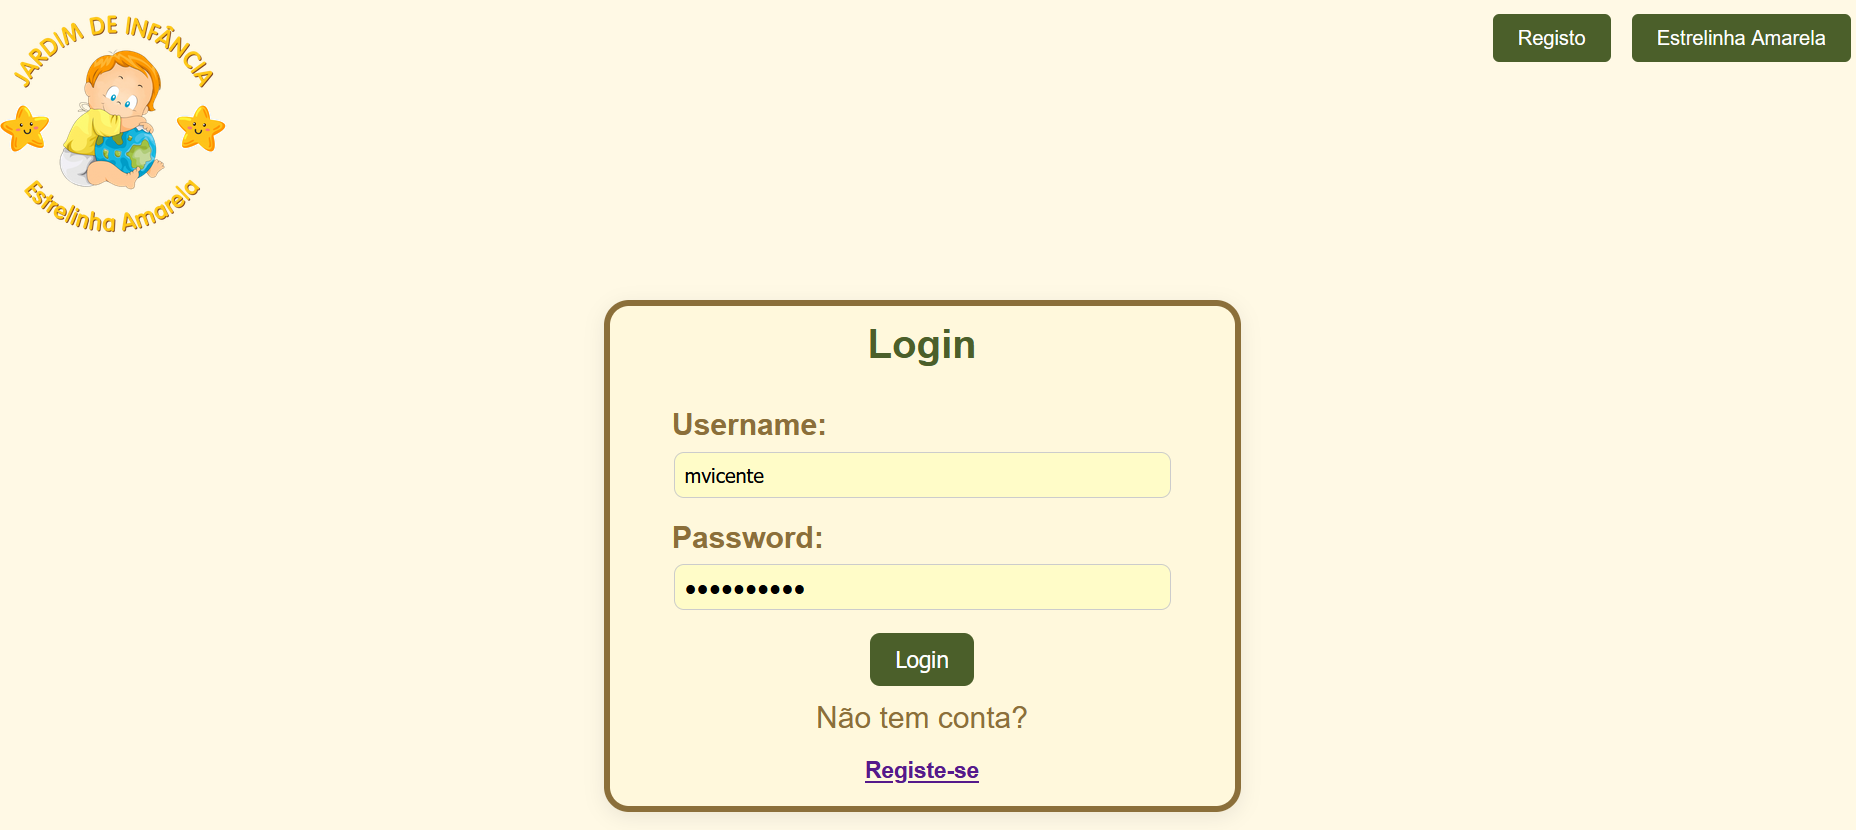 JARDIM DE INFÂNCIA
Estrelinha Amarela
Registo
Estrelinha Amarela
Login
Username:
mvicente
Password:
••••••••••
Login
Não tem conta?
Registe-se